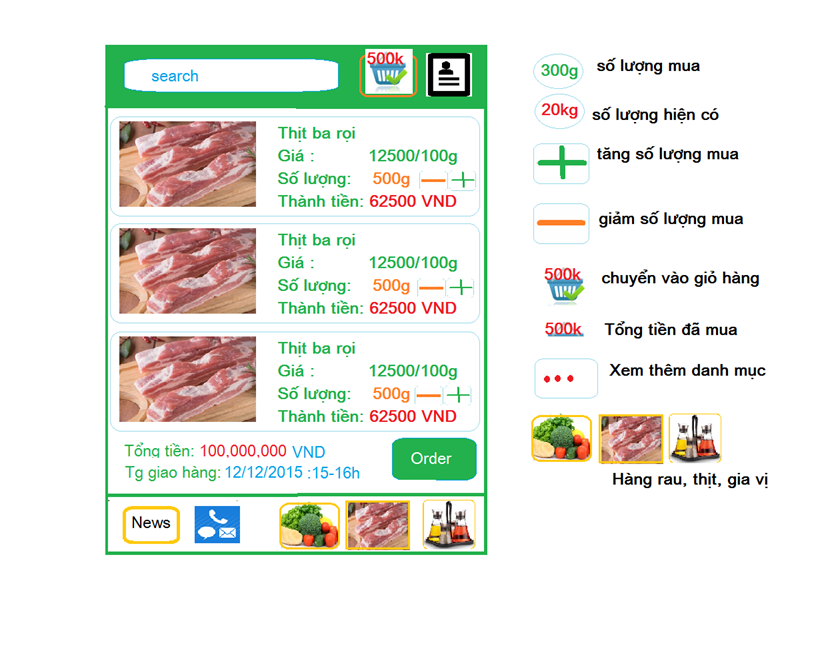 search
500k
Thịt ba rọi
Giá : 12500/100g
Số lượng: 500g
Thành tiền: 62500 VND
Thịt ba rọi
Giá : 12500/100g
Số lượng: 500g
Thành tiền: 62500 VND
Thịt ba rọi
Giá : 12500/100g
Số lượng: 500g
Thành tiền: 62500 VND
Tổng tiền: 100,000,000 VND
Tg giao hàng: 12/12/2015 :15-16h
Order
News
300g số lượng mua
20kg số lượng hiện có
tăng số lượng mua
giảm số lượng mua
500k chuyển vào giỏ hàng
500k Tổng tiền đã mua
Xem thêm danh mục
Hàng rau, thịt, gia vị